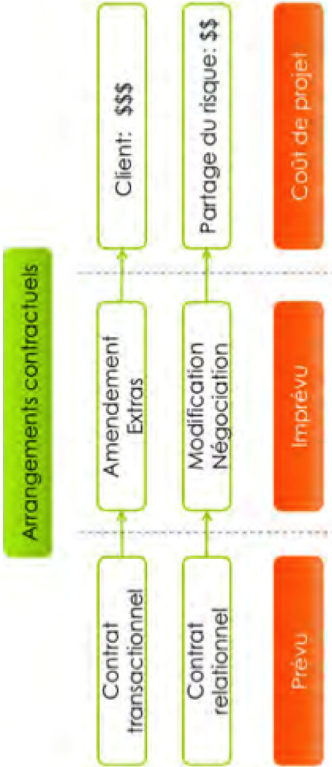 Arrangements contractuels
Contrat
transactionnel
Amendement
Extras
Client: $$$
Contrat
relationnel
Modification
Négociation
Partage du risque: $$
Prévu
Imprévu
Coût de projet